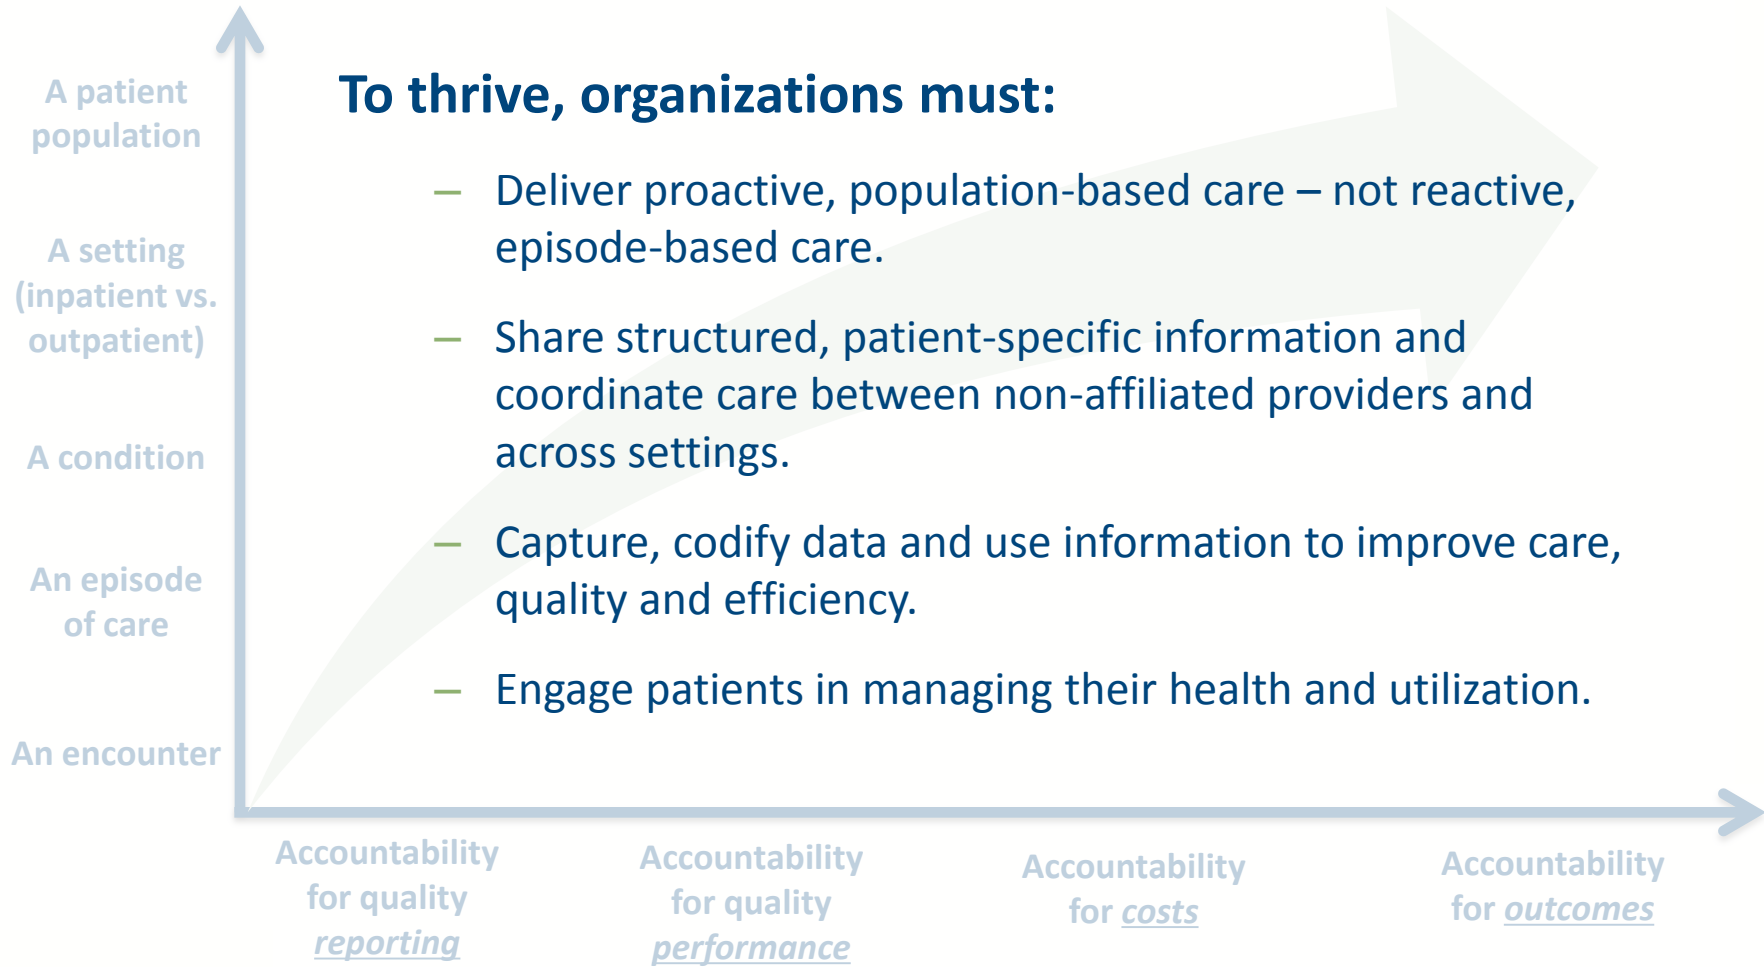 To thrive, organizations must:
– Deliver proactive, population-based care – not reactive,
episode-based care.
– Share structured, patient-specific information and
coordinate care between non-affiliated providers and
across settings.
– Capture, codify data and use information to improve care,
quality and efficiency.
– Engage patients in managing their health and utilization.
A patient
population
A setting
(inpatient vs.
outpatient)
A condition
An episode
of care
An encounter
Accountability
for quality
reporting
Accountability
for quality
performance
Accountability
for costs
Accountability
for outcomes